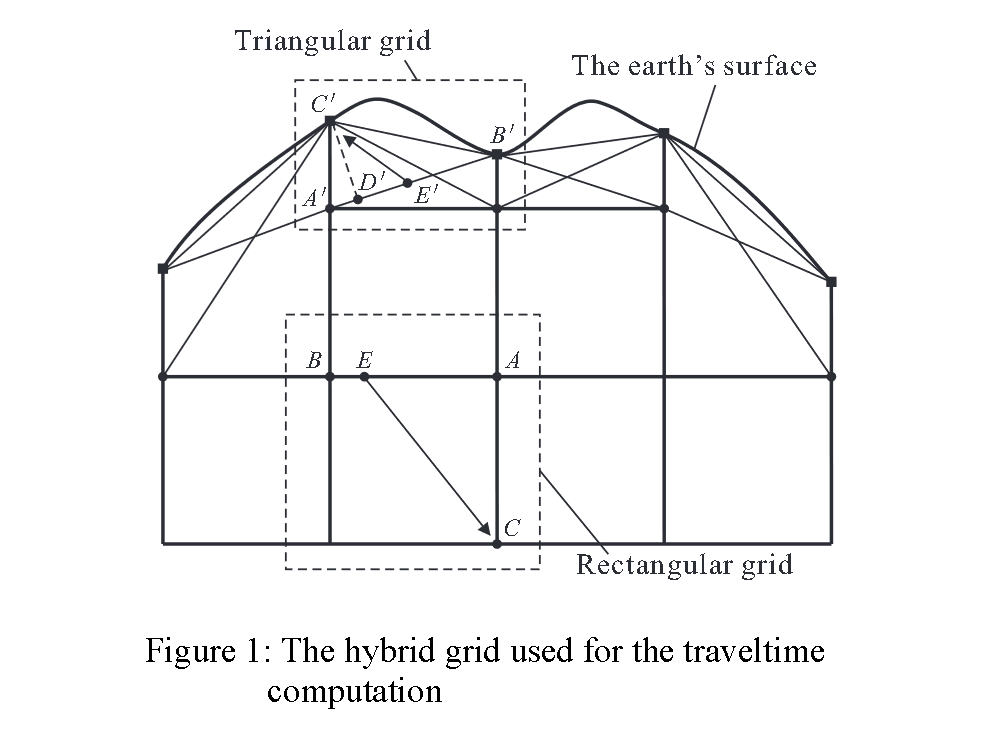 Triangular grid
The earth's surface
C′
B′
D′
A′
E′
B
E
A
C
Rectangular grid
Figure 1: The hybrid grid used for the traveltime
computation